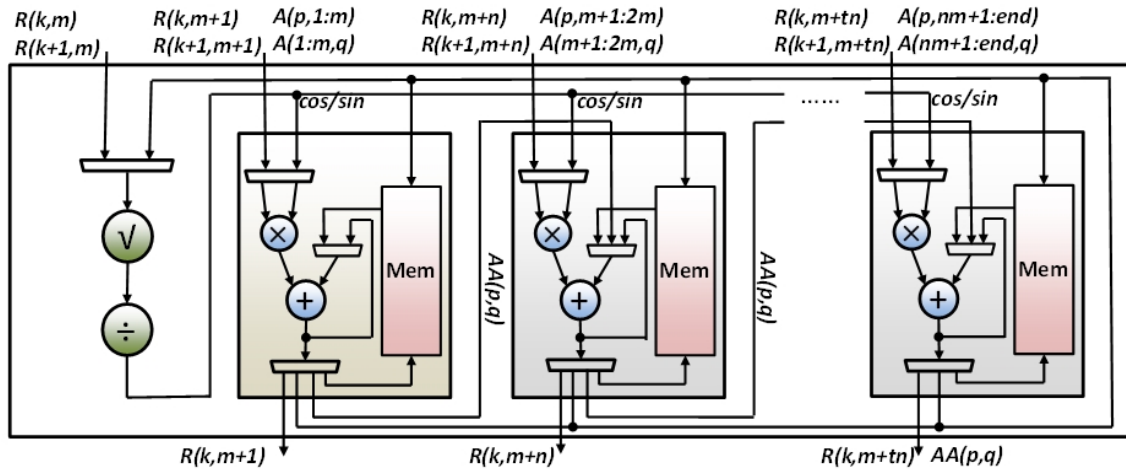 R(k,m) R(k,m+1) A(p,1:m) R(k,m+n) A(p,m+1:2m) R(k,m+tn) A(p,nm+1:end)
R(k+1,m) R(k+1,m+1) A(1:m,q) R(k+1,m+n) A(m+1:2m,q) R(k+1,m+tn) A(nm+1:end,q)
cos/sin cos/sin ...... cos/sin
√ × × ×
Mem AA(p,q) Mem AA(p,q) Mem
÷ + + +
R(k,m+1) R(k,m+n) R(k,m+tn) AA(p,q)